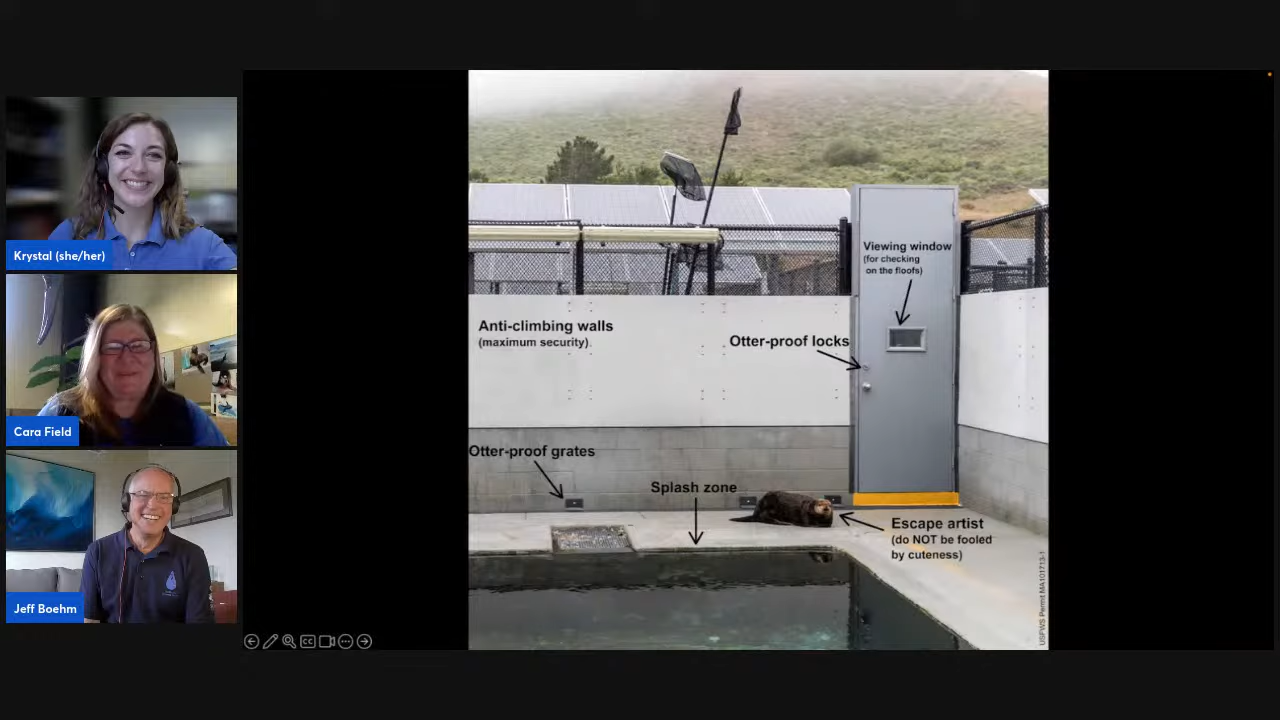 Krystal (she/her)
Cara Field
Jeff Boehm
Viewing window
(for checking
on the floofs)
Anti-climbing walls
(maximum security)
Otter-proof locks
Otter-proof grates
Splash zone
Escape artist
(do NOT be fooled
by cuteness)
USFWS Permit MA101713-1
CC